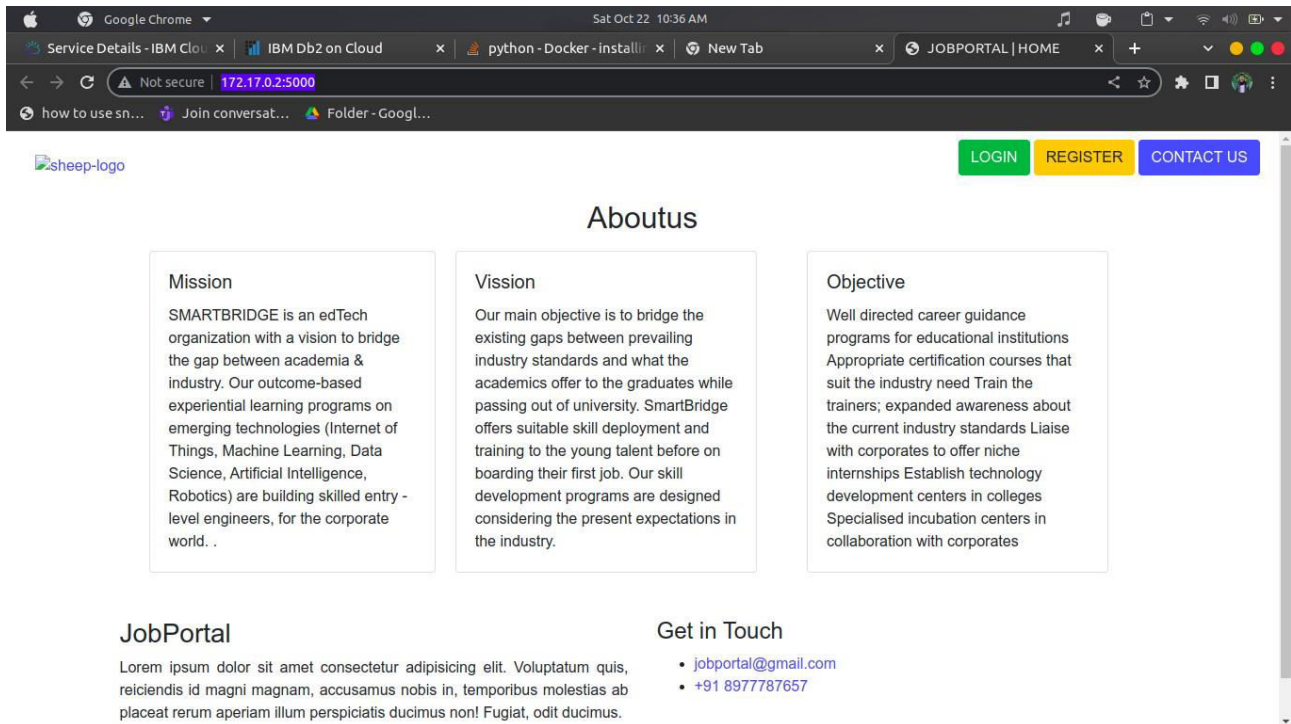 Google Chrome
Sat Oct 22 10:36 AM
Service Details - IBM Clou
IBM Db2 on Cloud
python - Docker - installin
New Tab
JOBPORTAL | HOME
Not secure
172.17.0.2:5000
how to use sn...
Join conversat...
Folder - Googl...
sheep-logo
LOGIN
REGISTER
CONTACT US
Aboutus
Mission
SMARTBRIDGE is an edTech
organization with a vision to bridge
the gap between academia &
industry. Our outcome-based
experiential learning programs on
emerging technologies (Internet of
Things, Machine Learning, Data
Science, Artificial Intelligence,
Robotics) are building skilled entry -
level engineers, for the corporate
world. .
Vission
Our main objective is to bridge the
existing gaps between prevailing
industry standards and what the
academics offer to the graduates while
passing out of university. SmartBridge
offers suitable skill deployment and
training to the young talent before on
boarding their first job. Our skill
development programs are designed
considering the present expectations in
the industry.
Objective
Well directed career guidance
programs for educational institutions
Appropriate certification courses that
suit the industry need Train the
trainers; expanded awareness about
the current industry standards Liaise
with corporates to offer niche
internships Establish technology
development centers in colleges
Specialised incubation centers in
collaboration with corporates
JobPortal
Lorem ipsum dolor sit amet consectetur adipisicing elit. Voluptatum quis,
reiciendis id magni magnam, accusamus nobis in, temporibus molestias ab
placeat rerum aperiam illum perspiciatis ducimus non! Fugiat, odit ducimus.
Get in Touch
jobportal@gmail.com
+91 8977787657